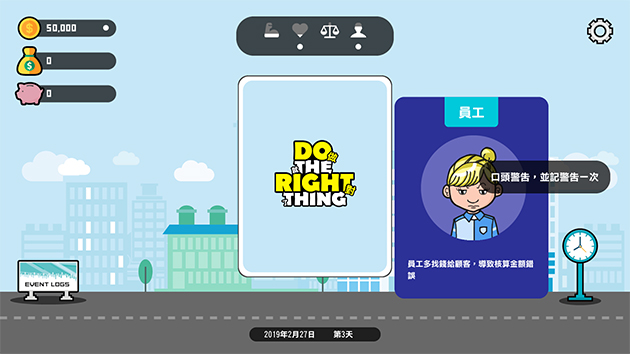 50,000
0
0
DO
THE
RIGHT
THING
員工
口頭警告，並記警告一次
員工多找錢給顧客，導致核算金額錯
誤
EVENT LOGS
2019年2月27日 第3天